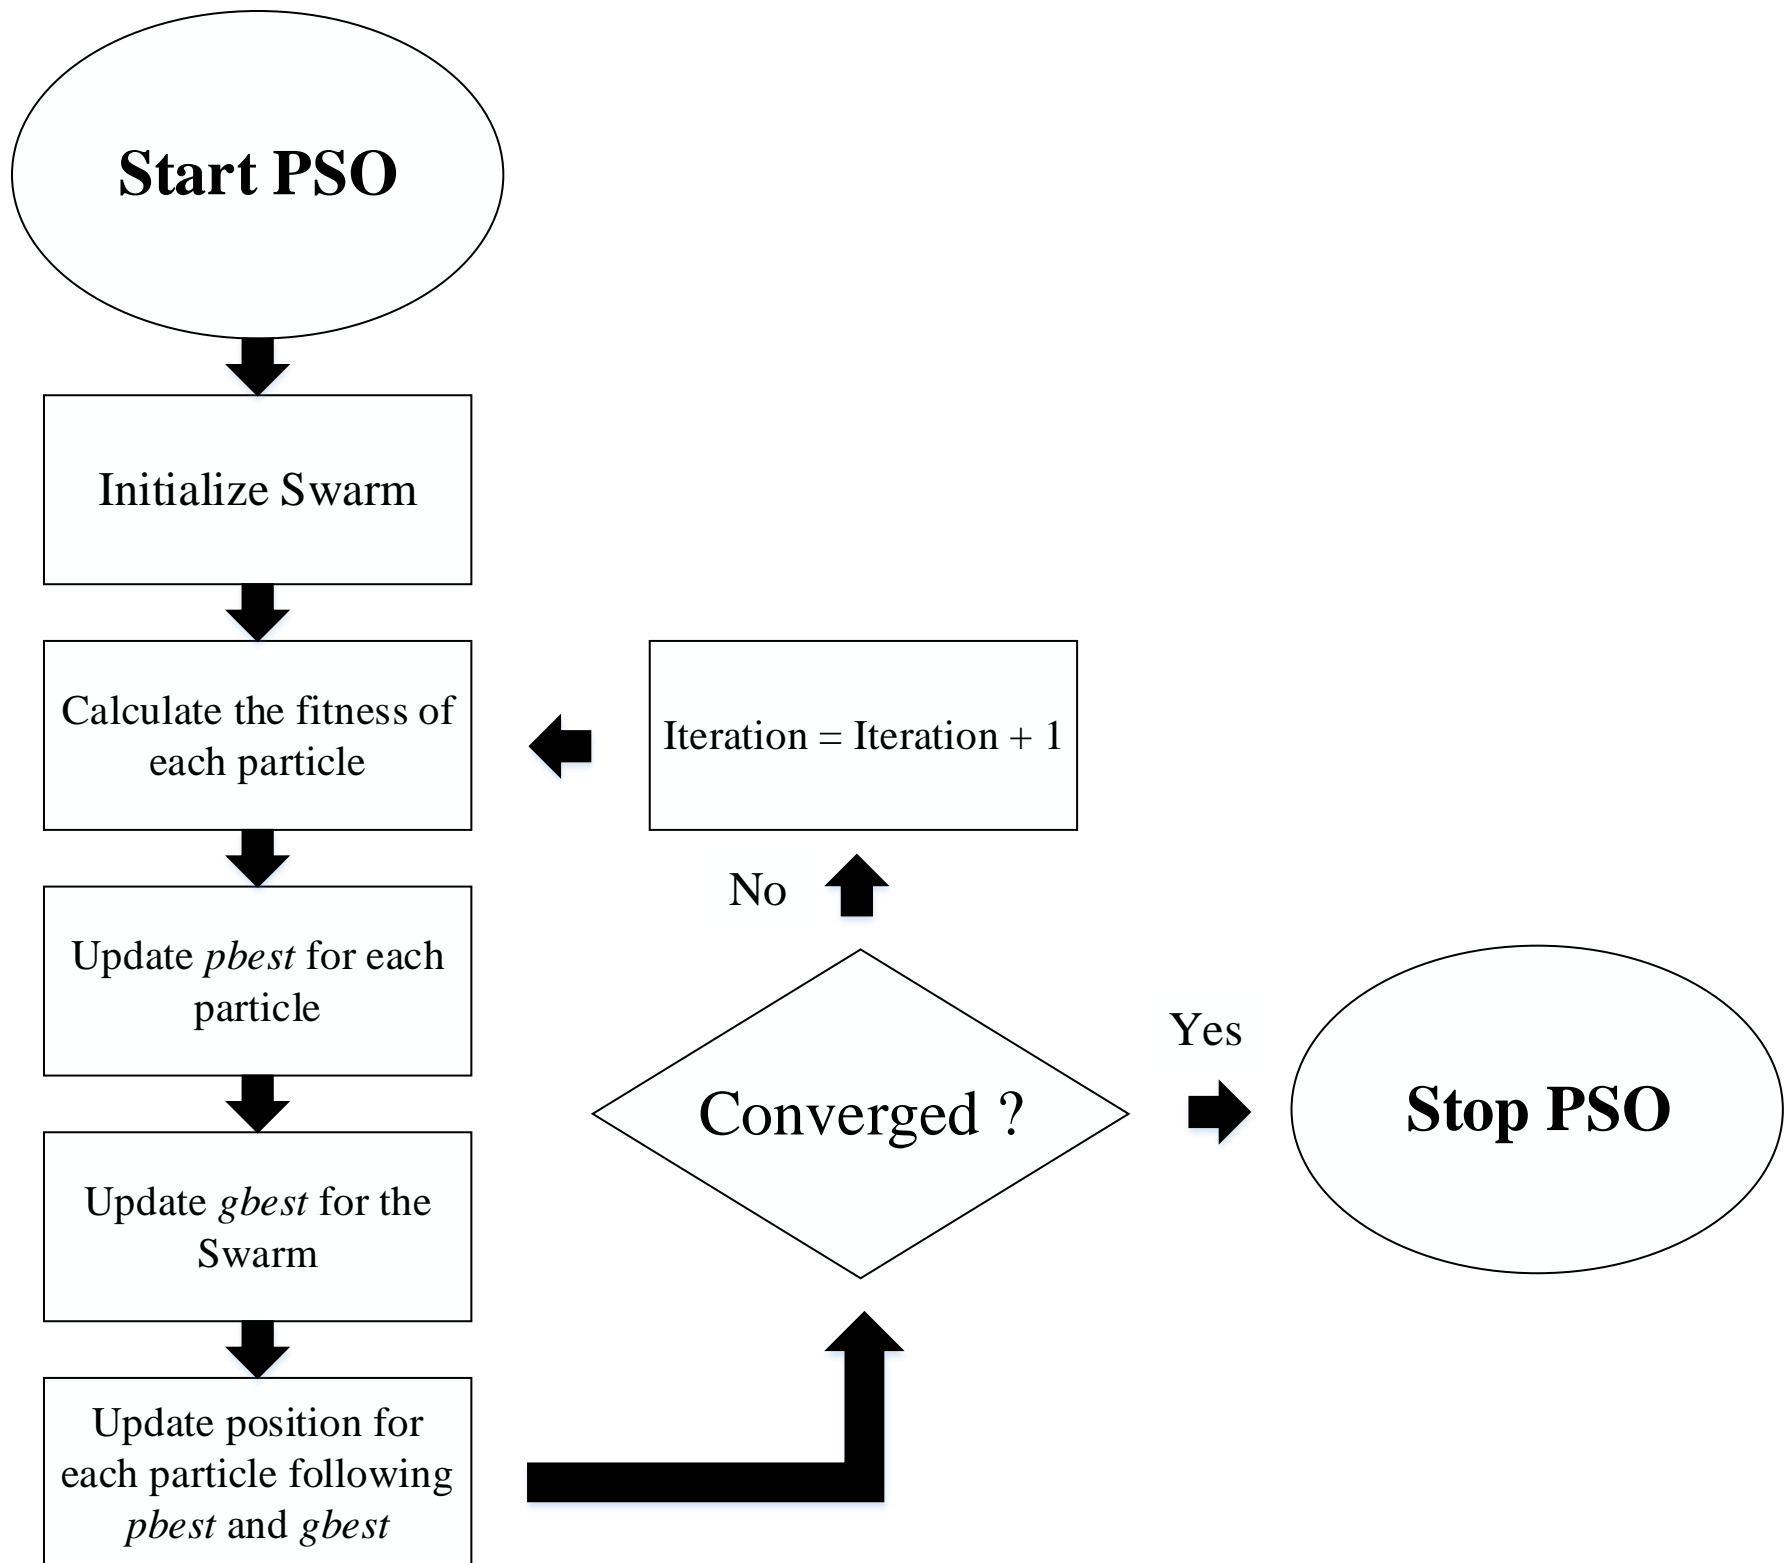 Start PSO
Initialize Swarm
Calculate the fitness of
each particle
Iteration = Iteration + 1
No
Update pbest for each
particle
Yes
Converged ?
Stop PSO
Update gbest for the
Swarm
Update position for
each particle following
pbest and gbest